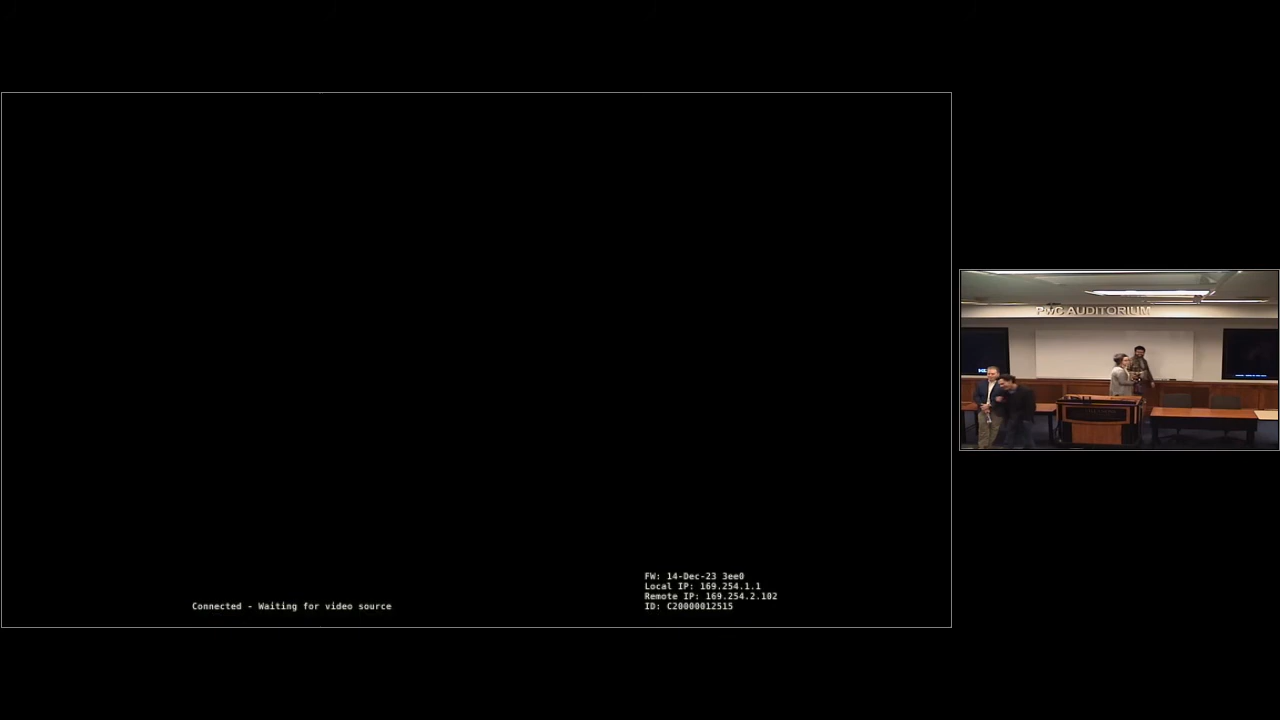 PwC AUDITORIUM
FW: 14-Dec-23 3ee0
Local IP: 169.254.1.1
Remote IP: 169.254.2.102
Connected - Waiting for video source
ID: C20000012515